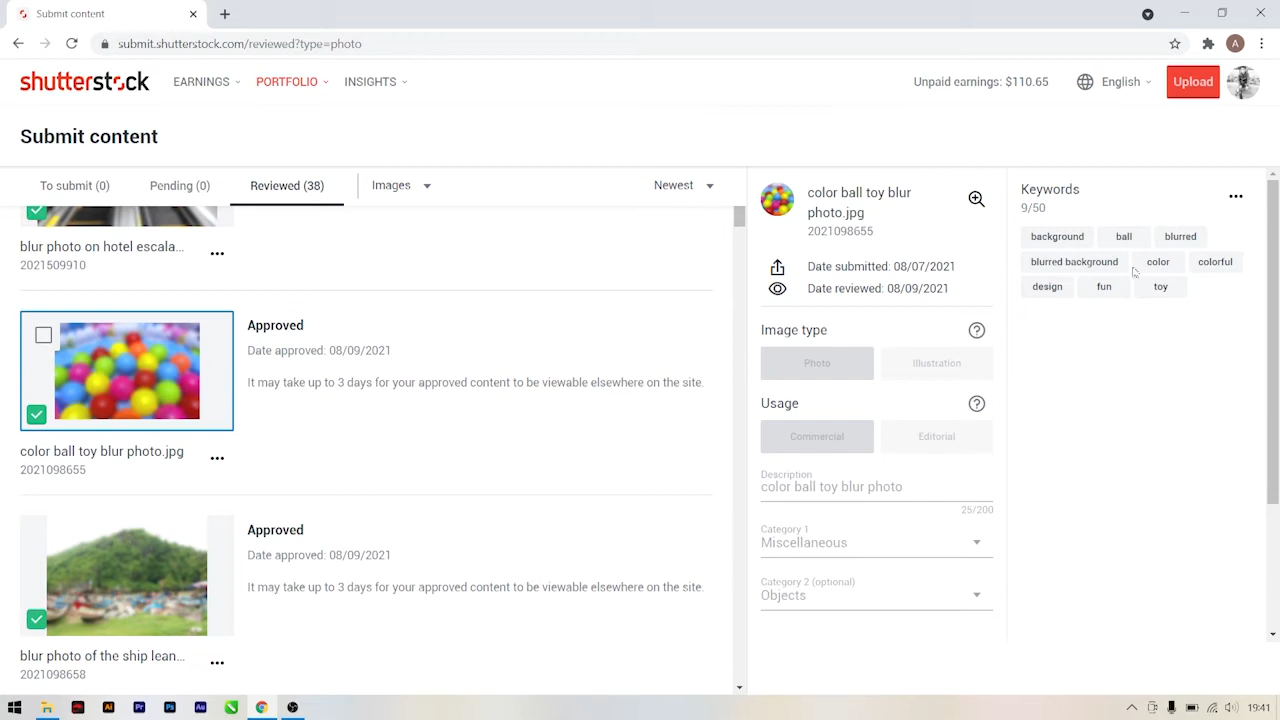 Submit content
submit.shutterstock.com/reviewed?type=photo
A
shutterstock EARNINGS PORTFOLIO INSIGHTS Unpaid earnings: $110.65 English Upload
Submit content
To submit (0) Pending (0) Reviewed (38) Images Newest
blur photo on hotel escala...
2021509910
Approved
Date approved: 08/09/2021
It may take up to 3 days for your approved content to be viewable elsewhere on the site.
color ball toy blur photo.jpg
2021098655
Approved
Date approved: 08/09/2021
It may take up to 3 days for your approved content to be viewable elsewhere on the site.
blur photo of the ship lean...
2021098658
color ball toy blur
photo.jpg
2021098655
Date submitted: 08/07/2021
Date reviewed: 08/09/2021
Image type
Photo Illustration
Usage
Commercial Editorial
Description
color ball toy blur photo
25/200
Category 1
Miscellaneous
Category 2 (optional)
Objects
Keywords
9/50
background ball blurred
blurred background color colorful
design fun toy
Ai Pr Ps Au
19:41